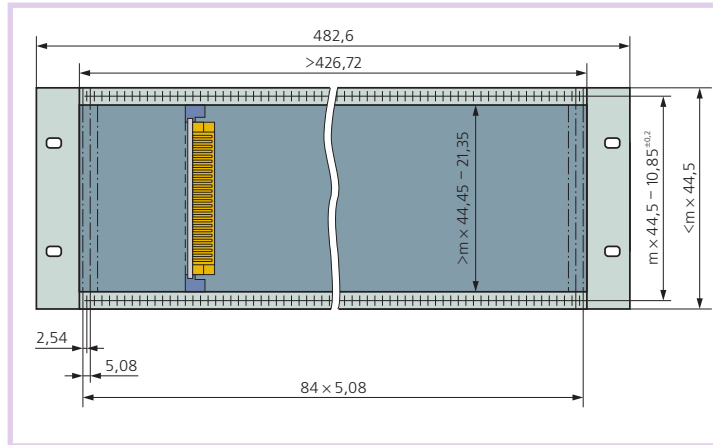 482,6
>426,72
>m × 44,45 – 21,35
m × 44,5 – 10,85±0,2
<m × 44,5
2,54
5,08
84 × 5,08